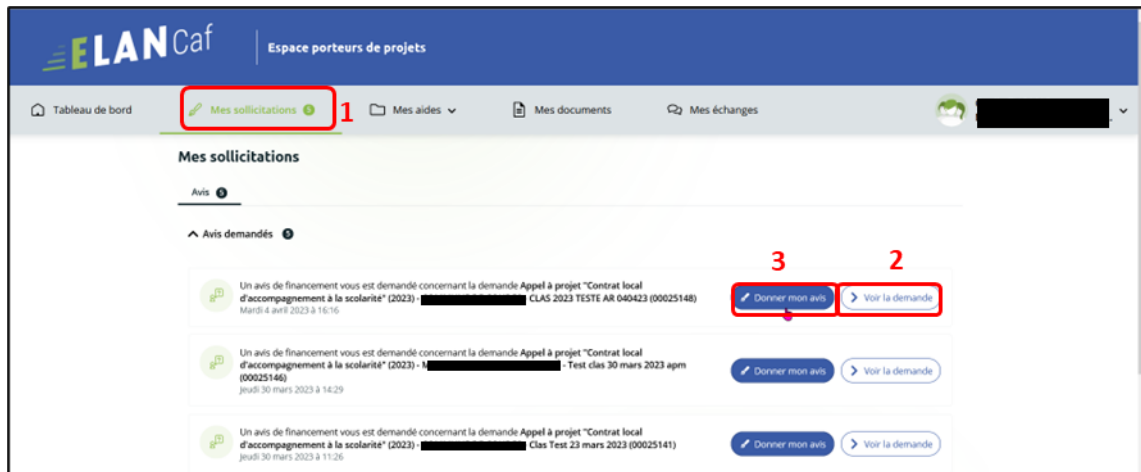 ELAN Caf
Espace porteurs de projets
Tableau de bord
Mes sollicitations 5
1
Mes aides
Mes documents
Mes échanges
Mes sollicitations
Avis 5
Avis demandés 5
3
2
Un avis de financement vous est demandé concernant la demande Appel à projet "Contrat local
d'accompagnement à la scolarité" (2023) - CLAS 2023 TESTE AR 040423 (00025148)
Mardi 4 avril 2023 à 16:16
Donner mon avis
Voir la demande
Un avis de financement vous est demandé concernant la demande Appel à projet "Contrat local
d'accompagnement à la scolarité" (2023) - M - Test clas 30 mars 2023 apm
(00025146)
Jeudi 30 mars 2023 à 14:29
Donner mon avis
Voir la demande
Un avis de financement vous est demandé concernant la demande Appel à projet "Contrat local
d'accompagnement à la scolarité" (2023) - Clas Test 23 mars 2023 (00025141)
Jeudi 30 mars 2023 à 11:26
Donner mon avis
Voir la demande